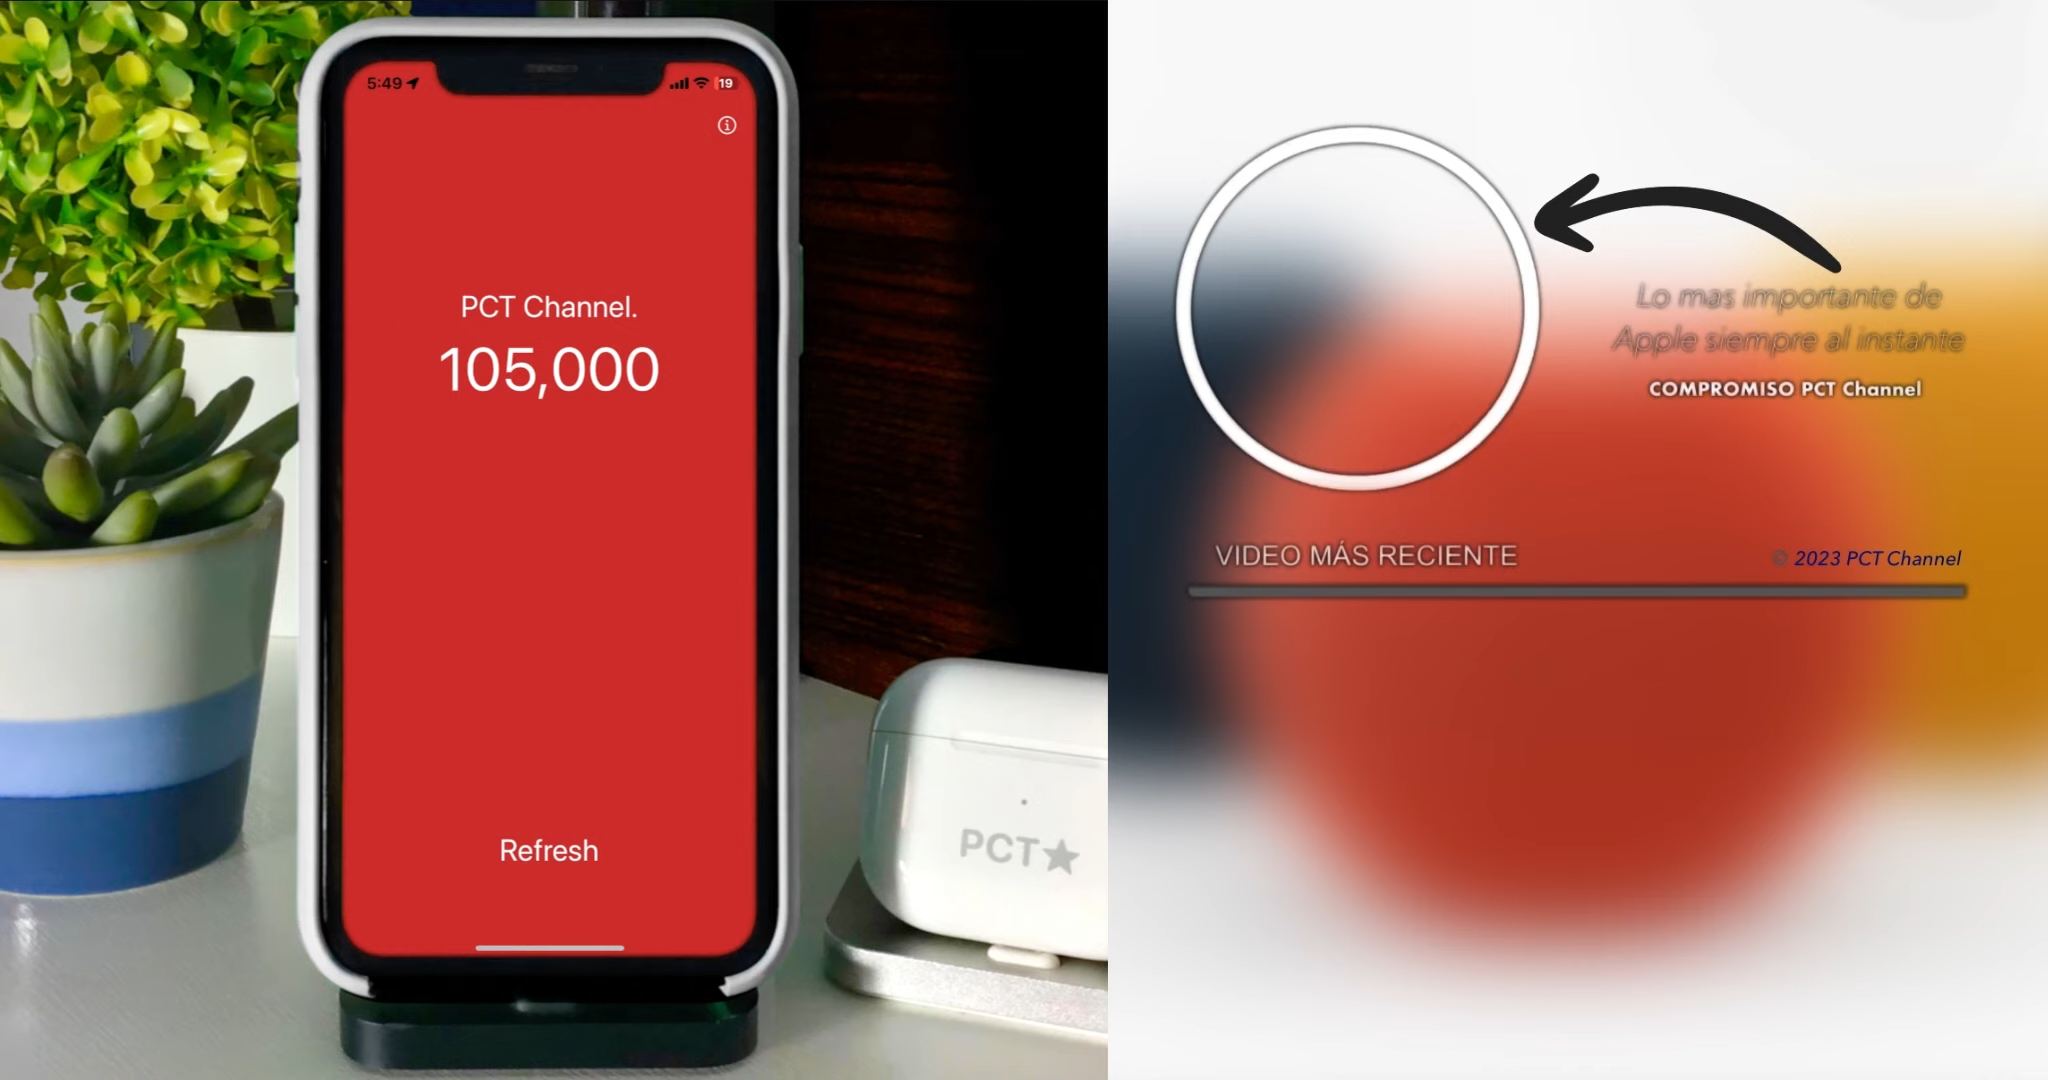 5:49
19
PCT Channel.
105,000
Refresh
PCT★
Lo mas importante de
Apple siempre al instante
COMPROMISO PCT Channel
VIDEO MÁS RECIENTE
© 2023 PCT Channel